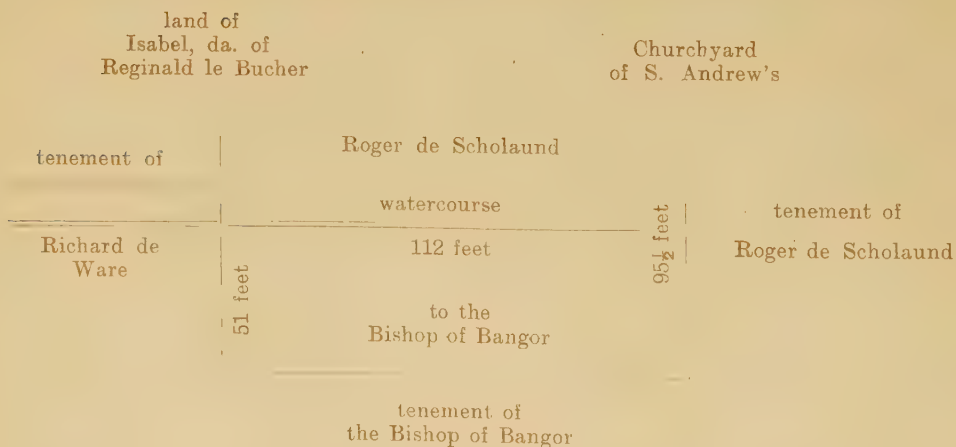 land of
Isabel, da. of
Reginald le Bucher
Churchyard
of S. Andrew's
tenement of
Roger de Scholaund
watercourse
Richard de
Ware
112 feet
51 feet
95½ feet
tenement of
Roger de Scholaund
to the
Bishop of Bangor
tenement of
the Bishop of Bangor